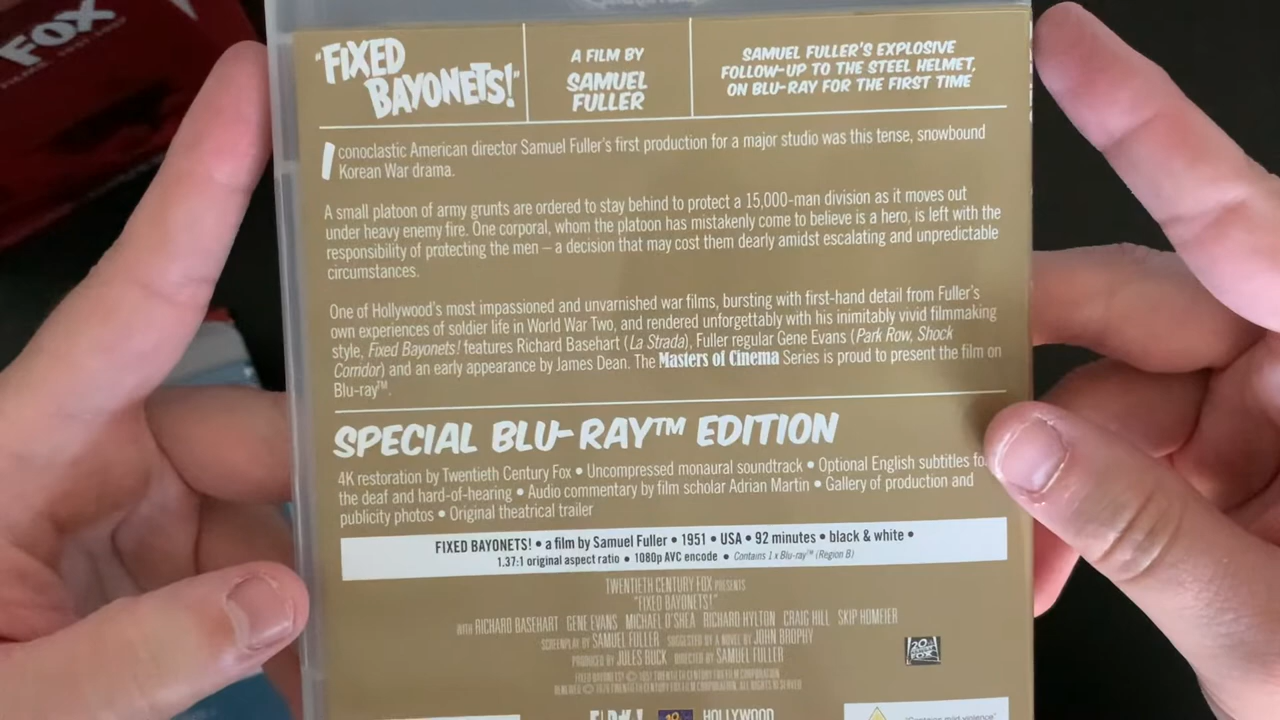 FOX
"FIXED
BAYONETS!"
A FILM BY
SAMUEL
FULLER
SAMUEL FULLER'S EXPLOSIVE
FOLLOW-UP TO THE STEEL HELMET,
ON BLU-RAY FOR THE FIRST TIME
Iconoclastic American director Samuel Fuller's first production for a major studio was this tense, snowbound
Korean War drama.
A small platoon of army grunts are ordered to stay behind to protect a 15,000-man division as it moves out
under heavy enemy fire. One corporal, whom the platoon has mistakenly come to believe is a hero, is left with the
responsibility of protecting the men – a decision that may cost them dearly amidst escalating and unpredictable
circumstances.
One of Hollywood's most impassioned and unvarnished war films, bursting with first-hand detail from Fuller's
own experiences of soldier life in World War Two, and rendered unforgettably with his inimitably vivid filmmaking
style, Fixed Bayonets! features Richard Basehart (La Strada), Fuller regular Gene Evans (Park Row, Shock
Corridor) and an early appearance by James Dean. The Masters of Cinema Series is proud to present the film on
Blu-ray™.
SPECIAL BLU-RAY™ EDITION
4K restoration by Twentieth Century Fox • Uncompressed monaural soundtrack • Optional English subtitles fo
the deaf and hard-of-hearing • Audio commentary by film scholar Adrian Martin • Gallery of production and
publicity photos • Original theatrical trailer
FIXED BAYONETS! • a film by Samuel Fuller • 1951 • USA • 92 minutes • black & white •
1.37:1 original aspect ratio • 1080p AVC encode • Contains 1 x Blu-ray™ (Region B)
TWENTIETH CENTURY FOX PRESENTS
"FIXED BAYONETS!"
WITH RICHARD BASEHART GENE EVANS MICHAEL O'SHEA RICHARD HYLTON CRAIG HILL SKIP HOMEIER
SCREENPLAY BY SAMUEL FULLER SUGGESTED BY A NOVEL BY JOHN BROPHY
PRODUCED BY JULES BUCK DIRECTED BY SAMUEL FULLER
20th
CENTURY
FOX
HOLLYWOOD
"Contains mild violence"